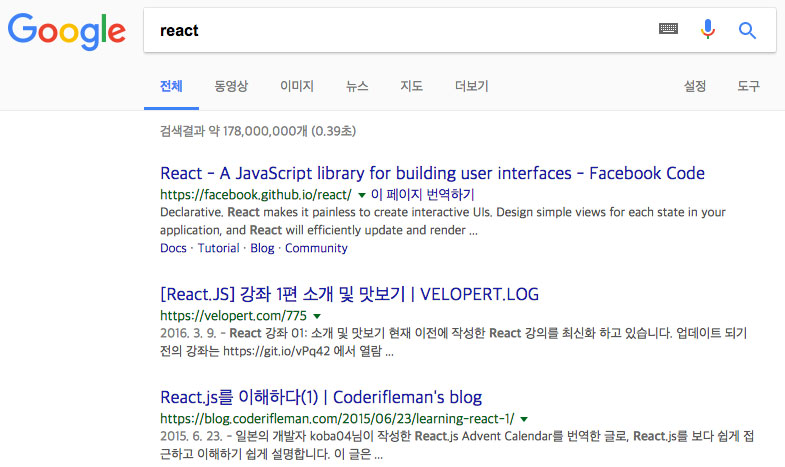 Google
react
전체 동영상 이미지 뉴스 지도 더보기 설정 도구
검색결과 약 178,000,000개 (0.39초)
React - A JavaScript library for building user interfaces - Facebook Code
https://facebook.github.io/react/ 이 페이지 번역하기
Declarative. React makes it painless to create interactive UIs. Design simple views for each state in your
application, and React will efficiently update and render ...
Docs · Tutorial · Blog · Community
[React.JS] 강좌 1편 소개 및 맛보기 | VELOPERT.LOG
https://velopert.com/775
2016. 3. 9. - React 강좌 01: 소개 및 맛보기 현재 이전에 작성한 React 강의를 최신화 하고 있습니다. 업데이트 되기
전의 강좌는 https://git.io/vPq42 에서 열람 ...
React.js를 이해하다(1) | Coderifleman's blog
https://blog.coderifleman.com/2015/06/23/learning-react-1/
2015. 6. 23. - 일본의 개발자 koba04님이 작성한 React.js Advent Calendar를 번역한 글로, React.js를 보다 쉽게 접
근하고 이해하기 쉽게 설명합니다. 이 글은 ...